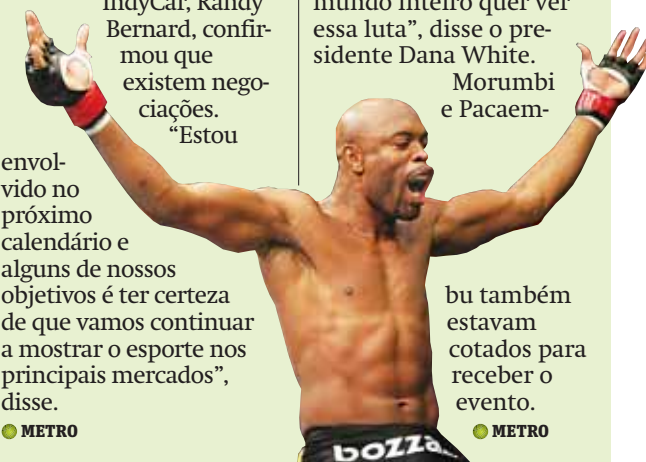 IndyCar, Randy
Bernard, confir-
mou que
existem nego-
ciações.
“Estou
envol-
vido no
próximo
calendário e
alguns de nossos
objetivos é ter certeza
de que vamos continuar
a mostrar o esporte nos
principais mercados”,
disse.
METRO
mundo inteiro quer ver
essa luta”, disse o pre-
sidente Dana White.
Morumbi
e Pacaem-
bu também
estavam
cotados para
receber o
evento.
METRO
bozza